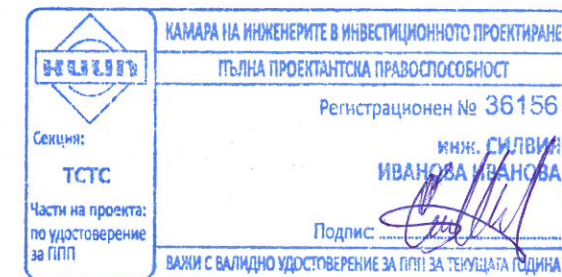 КАМАРА НА ИНЖЕНЕРИТЕ В ИНВЕСТИЦИОННОТО ПРОЕКТИРАНЕ
КИИП
ПЪЛНА ПРОЕКТАНТСКА ПРАВОСПОСОБНОСТ
Регистрационен № 36156
Секция:
ТСТС
инж. СИЛВИЯ
ИВАНОВА ИВАНОВА
Части на проекта:
по удостоверение
за ППП
Подпис:
ВАЖИ С ВАЛИДНО УДОСТОВЕРЕНИЕ ЗА ППП ЗА ТЕКУЩАТА ГОДИНА